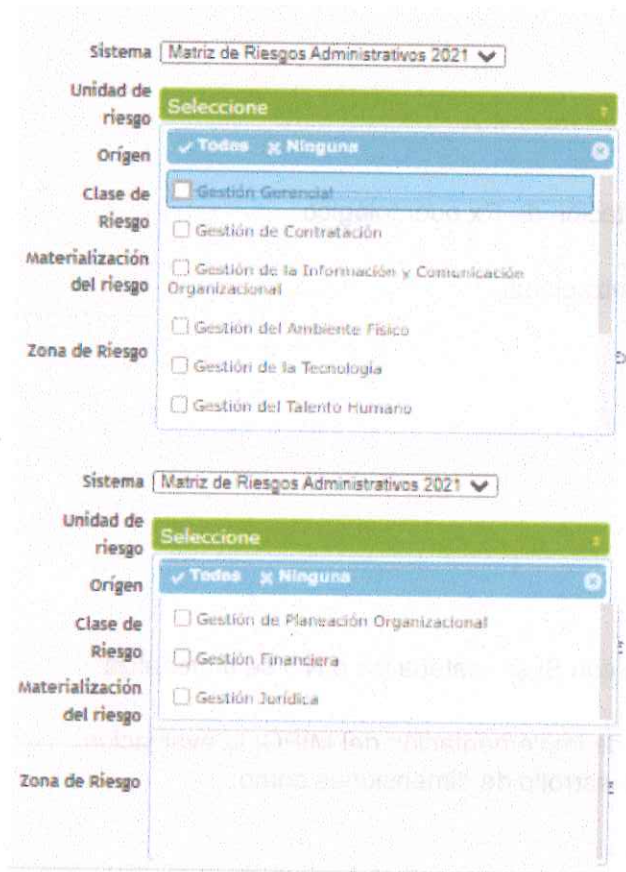 Sistema Matriz de Riesgos Administrativos 2021
Unidad de
riesgo
Seleccione
Orígen
Todas Ninguna
Clase de
Riesgo
Gestión Gerencial
Gestión de Contratación
Materialización
del riesgo
Gestión de la Información y Comunicación
Organizacional
Gestión del Ambiente Físico
Zona de Riesgo
Gestión de la Tecnología
Gestión del Talento Humano
Sistema Matriz de Riesgos Administrativos 2021
Unidad de
riesgo
Seleccione
Orígen
Todas Ninguna
Clase de
Riesgo
Gestión de Planeación Organizacional
Gestión Financiera
Materialización
del riesgo
Gestión Jurídica
Zona de Riesgo